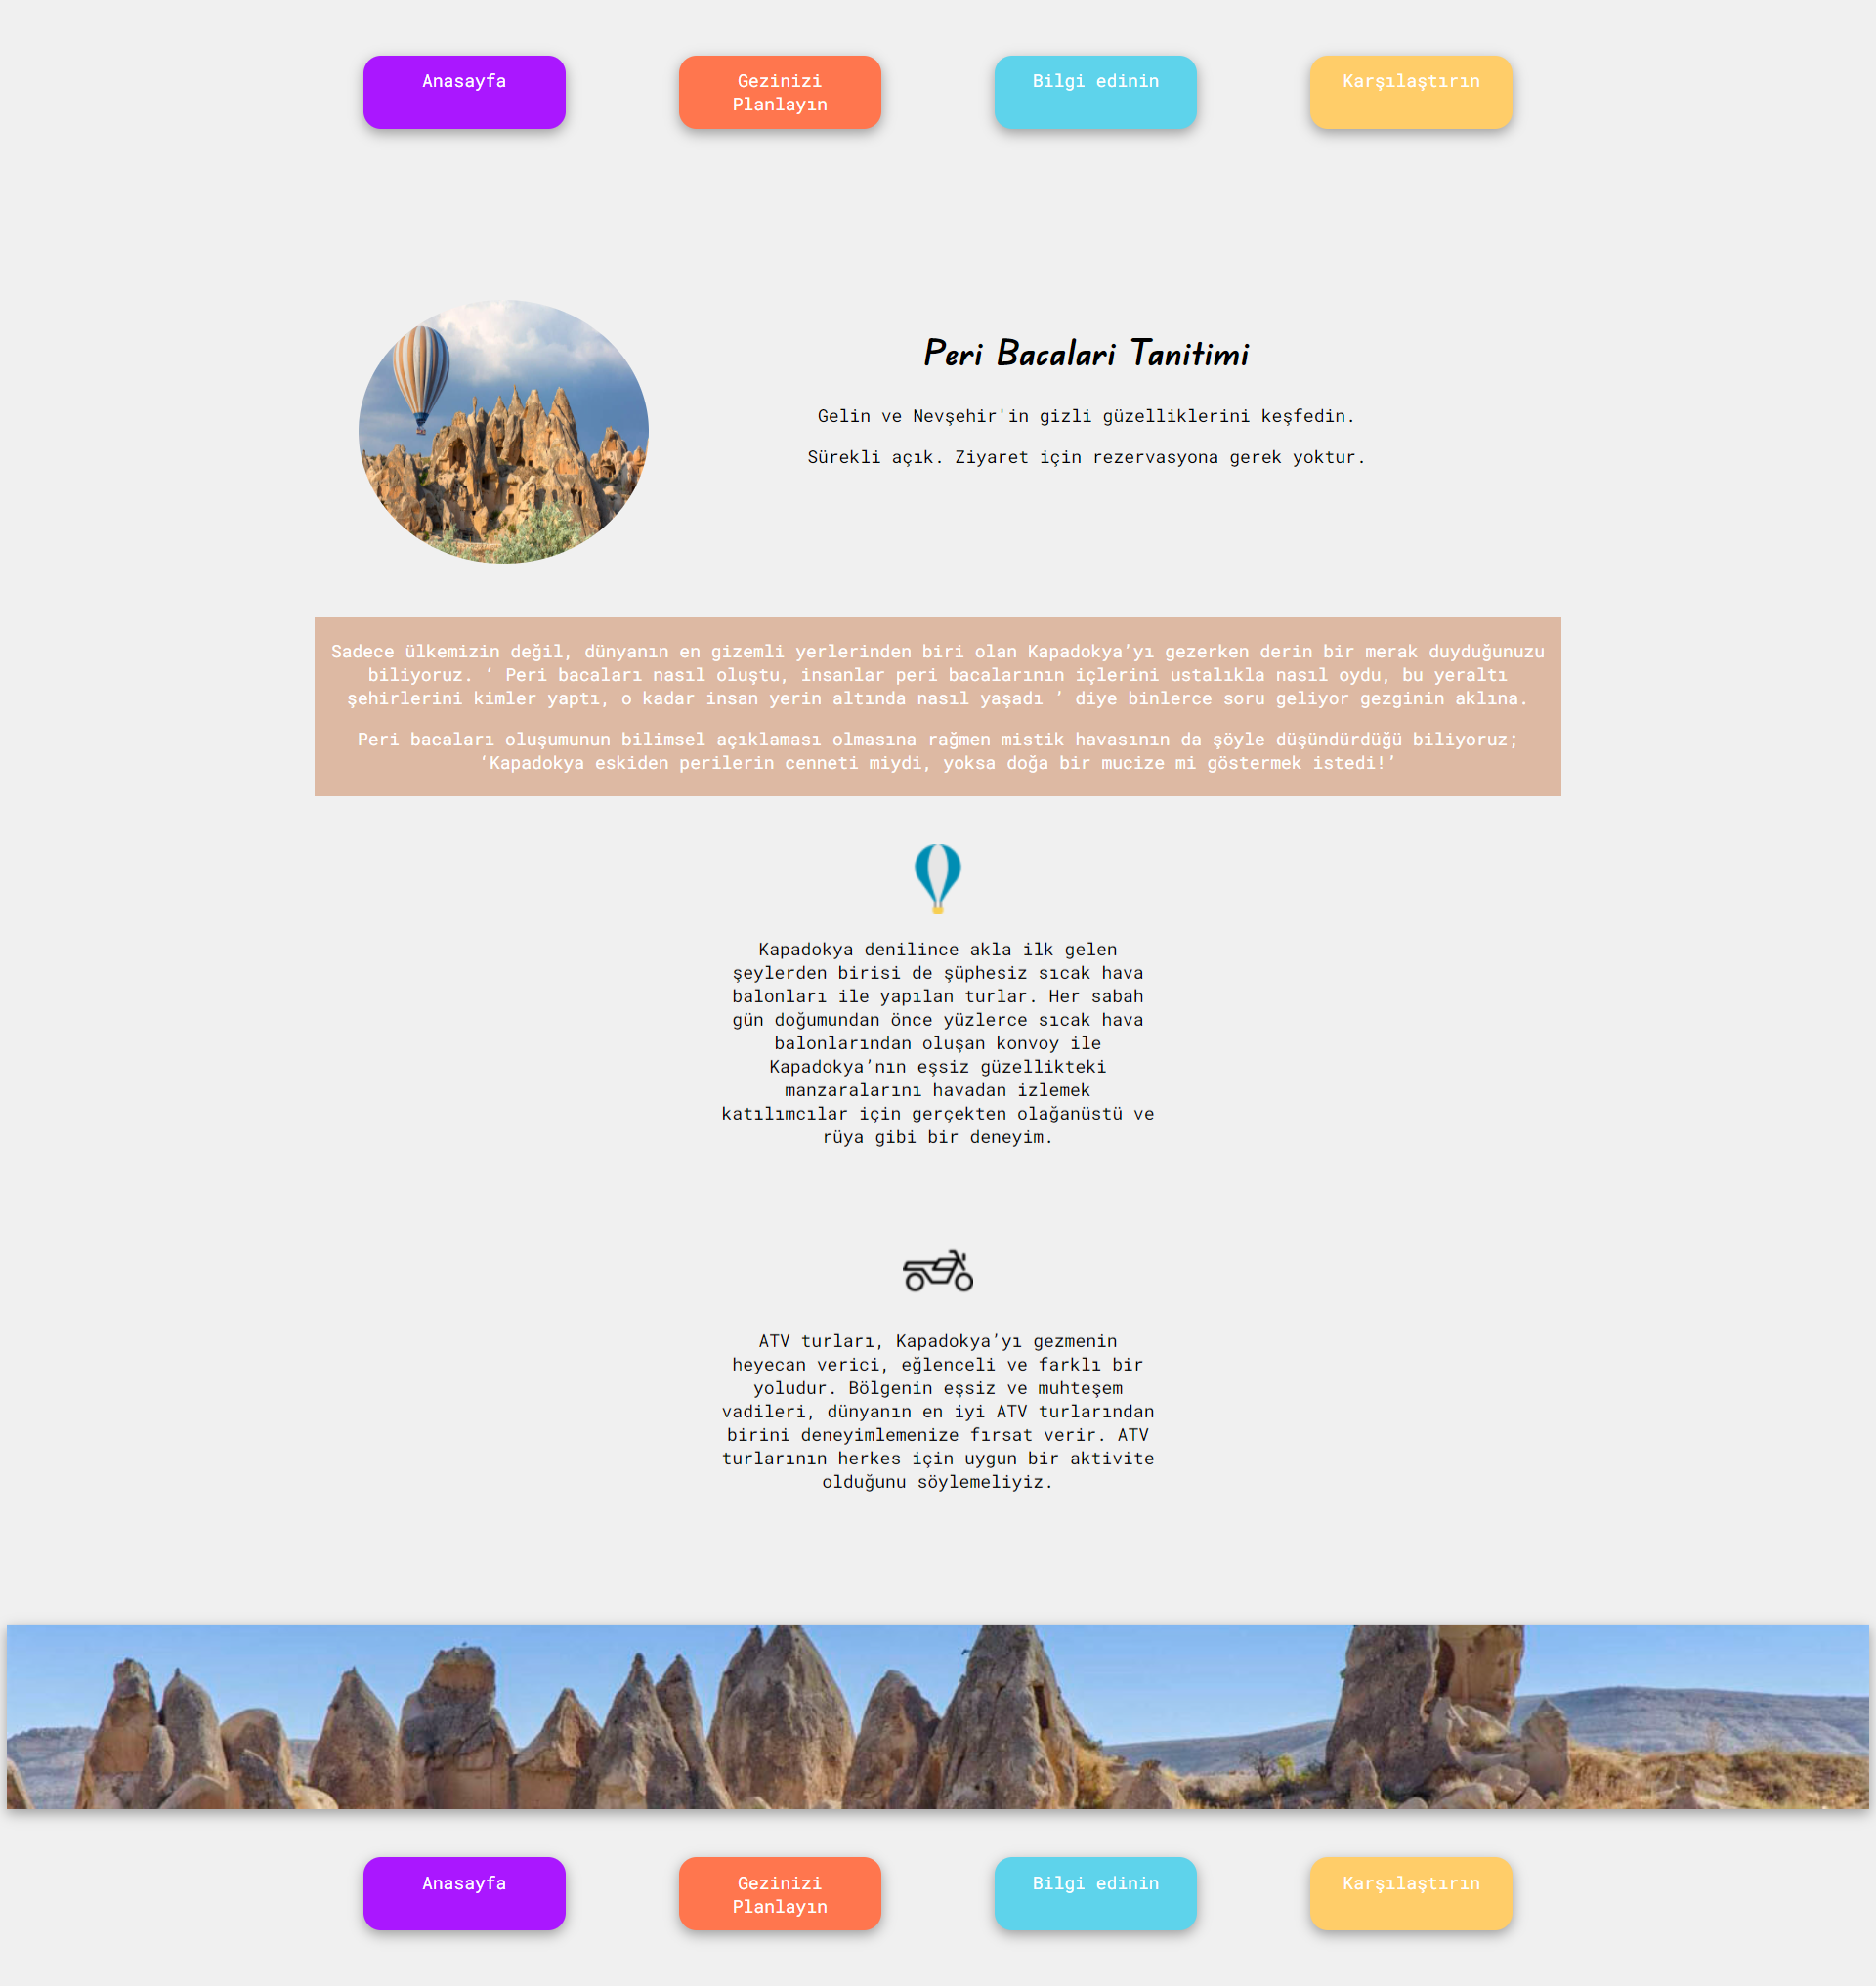 Anasayfa
Gezinizi
Planlayın
Bilgi edinin
Karşılaştırın
Peri Bacalari Tanitimi
Gelin ve Nevşehir'in gizli güzelliklerini keşfedin.
Sürekli açık. Ziyaret için rezervasyona gerek yoktur.
Sadece ülkemizin değil, dünyanın en gizemli yerlerinden biri olan Kapadokya’yı gezerken derin bir merak duyduğunuzu
biliyoruz. ‘ Peri bacaları nasıl oluştu, insanlar peri bacalarının içlerini ustalıkla nasıl oydu, bu yeraltı
şehirlerini kimler yaptı, o kadar insan yerin altında nasıl yaşadı ’ diye binlerce soru geliyor gezginin aklına.
Peri bacaları oluşumunun bilimsel açıklaması olmasına rağmen mistik havasının da şöyle düşündürdüğü biliyoruz;
‘Kapadokya eskiden perilerin cenneti miydi, yoksa doğa bir mucize mi göstermek istedi!’
Kapadokya denilince akla ilk gelen
şeylerden birisi de şüphesiz sıcak hava
balonları ile yapılan turlar. Her sabah
gün doğumundan önce yüzlerce sıcak hava
balonlarından oluşan konvoy ile
Kapadokya’nın eşsiz güzellikteki
manzaralarını havadan izlemek
katılımcılar için gerçekten olağanüstü ve
rüya gibi bir deneyim.
ATV turları, Kapadokya’yı gezmenin
heyecan verici, eğlenceli ve farklı bir
yoludur. Bölgenin eşsiz ve muhteşem
vadileri, dünyanın en iyi ATV turlarından
birini deneyimlemenize fırsat verir. ATV
turlarının herkes için uygun bir aktivite
olduğunu söylemeliyiz.
Anasayfa
Gezinizi
Planlayın
Bilgi edinin
Karşılaştırın